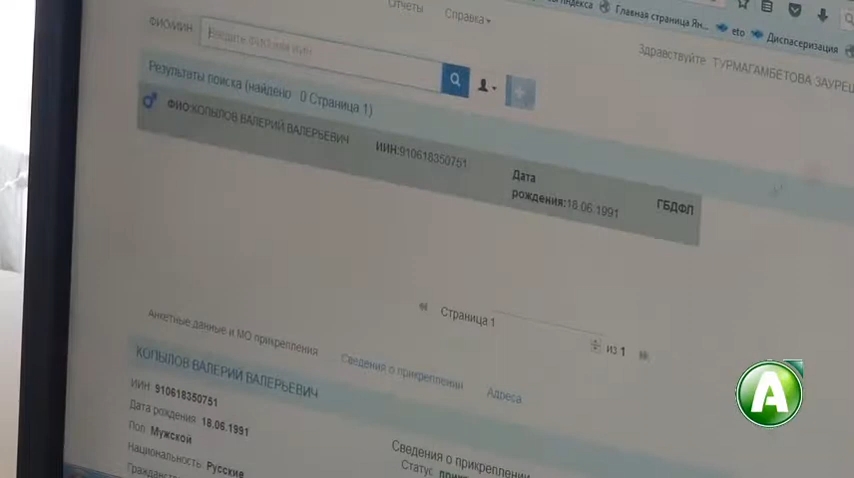 Отчеты Справка
Главная страница Ян...
eto
Диспасеризация
Здравствуйте ТУРМАГАМБЕТОВА ЗАУРЕШ
ФИО/ИИН
Введите ФИО или ИИН
Результаты поиска (найдено 0 Страница 1)
ФИО:КОПЫЛОВ ВАЛЕРИЙ ВАЛЕРЬЕВИЧ ИИН:910618350751 Дата
рождения:18.06.1991 ГБДФЛ
Страница 1 из 1
Анкетные данные и МО прикрепления Сведения о прикреплении Адреса
КОПЫЛОВ ВАЛЕРИЙ ВАЛЕРЬЕВИЧ
ИИН 910618350751
Дата рождения 18.06.1991
Пол Мужской
Национальность Русские
Сведения о прикреплении
Статус
A